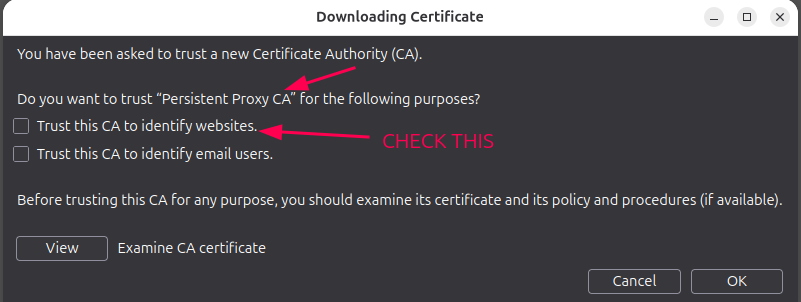 Downloading Certificate
You have been asked to trust a new Certificate Authority (CA).
Do you want to trust “Persistent Proxy CA” for the following purposes?
Trust this CA to identify websites.
CHECK THIS
Trust this CA to identify email users.
Before trusting this CA for any purpose, you should examine its certificate and its policy and procedures (if available).
View Examine CA certificate
Cancel OK